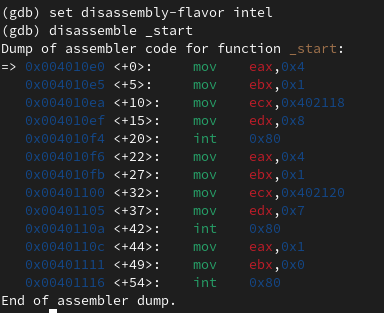 (gdb) set disassembly-flavor intel
(gdb) disassemble _start
Dump of assembler code for function _start:
=> 0x004010e0 <+0>: mov eax,0x4
0x004010e5 <+5>: mov ebx,0x1
0x004010ea <+10>: mov ecx,0x402118
0x004010ef <+15>: mov edx,0x8
0x004010f4 <+20>: int 0x80
0x004010f6 <+22>: mov eax,0x4
0x004010fb <+27>: mov ebx,0x1
0x00401100 <+32>: mov ecx,0x402120
0x00401105 <+37>: mov edx,0x7
0x0040110a <+42>: int 0x80
0x0040110c <+44>: mov eax,0x1
0x00401111 <+49>: mov ebx,0x0
0x00401116 <+54>: int 0x80
End of assembler dump.